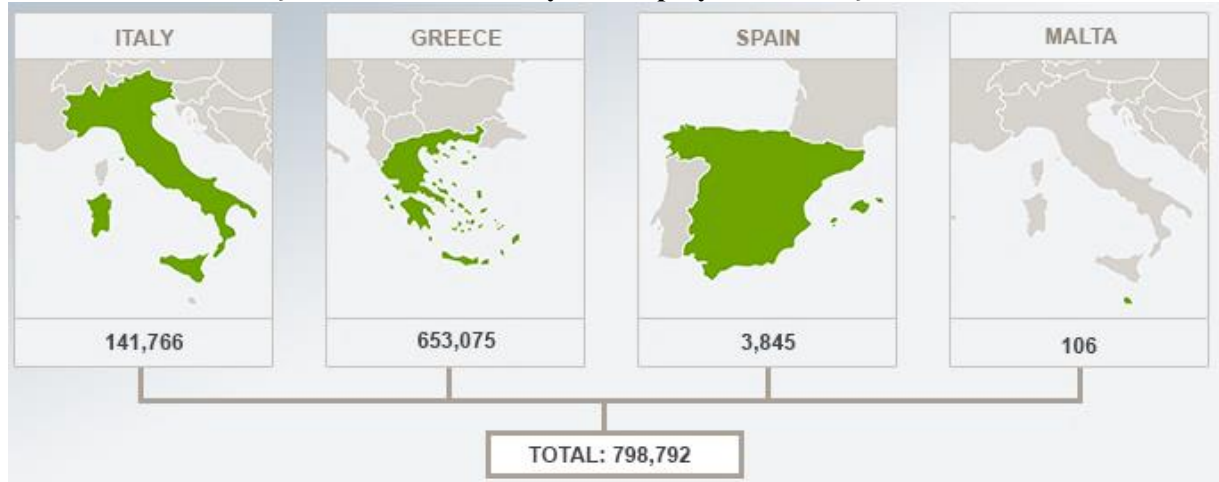 ITALY
GREECE
SPAIN
MALTA
141,766
653,075
3,845
106
TOTAL: 798,792